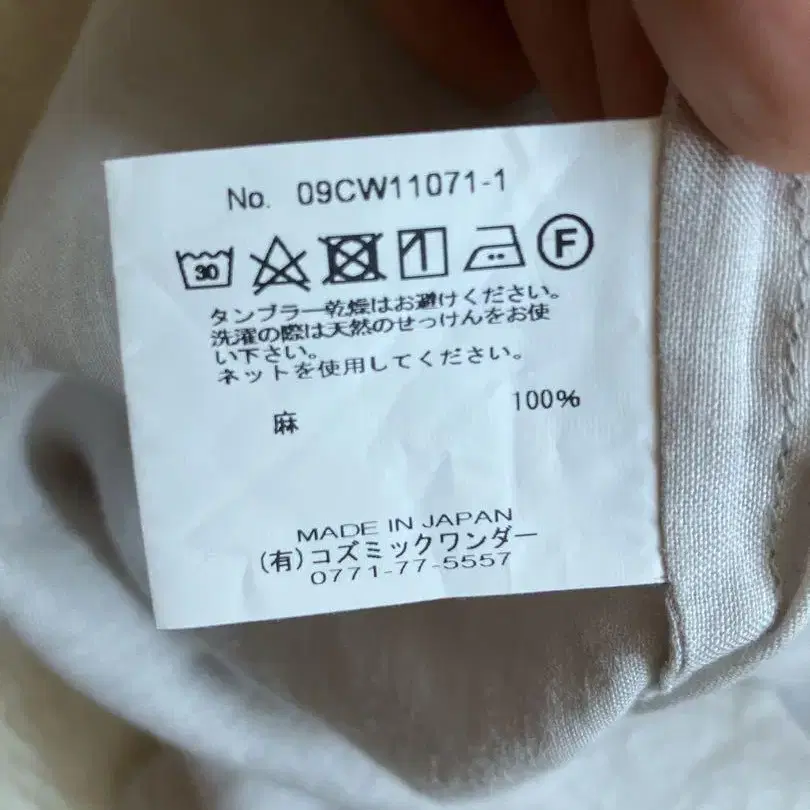 No. 09CW11071-1
30 F
タンブラー乾燥はお避けください。
洗濯の際は天然のせっけんをお使
い下さい。
ネットを使用してください。
麻 100%
MADE IN JAPAN
(有)コズミックワンダー
0771-77-5557